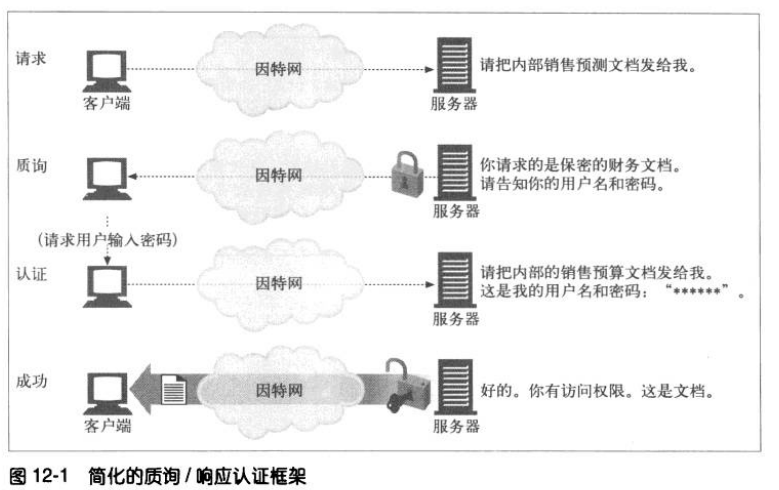 请求
因特网
请把内部销售预测文档发给我。
客户端
服务器
质询
因特网
你请求的是保密的财务文档。
请告知你的用户名和密码。
服务器
(请求用户输入密码)
认证
因特网
请把内部的销售预算文档发给我。
这是我的用户名和密码：“******”。
服务器
成功
因特网
好的。你有访问权限。这是文档。
客户端
服务器
图 12-1 简化的质询 / 响应认证框架